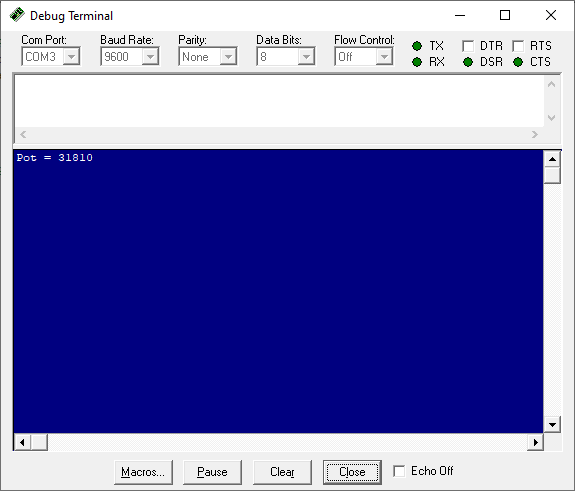 Debug Terminal
Com Port: Baud Rate: Parity: Data Bits: Flow Control:
COM3 9600 None 8 Off
TX DTR RTS
RX DSR CTS
Pot = 31810
Macros... Pause Clear Close Echo Off